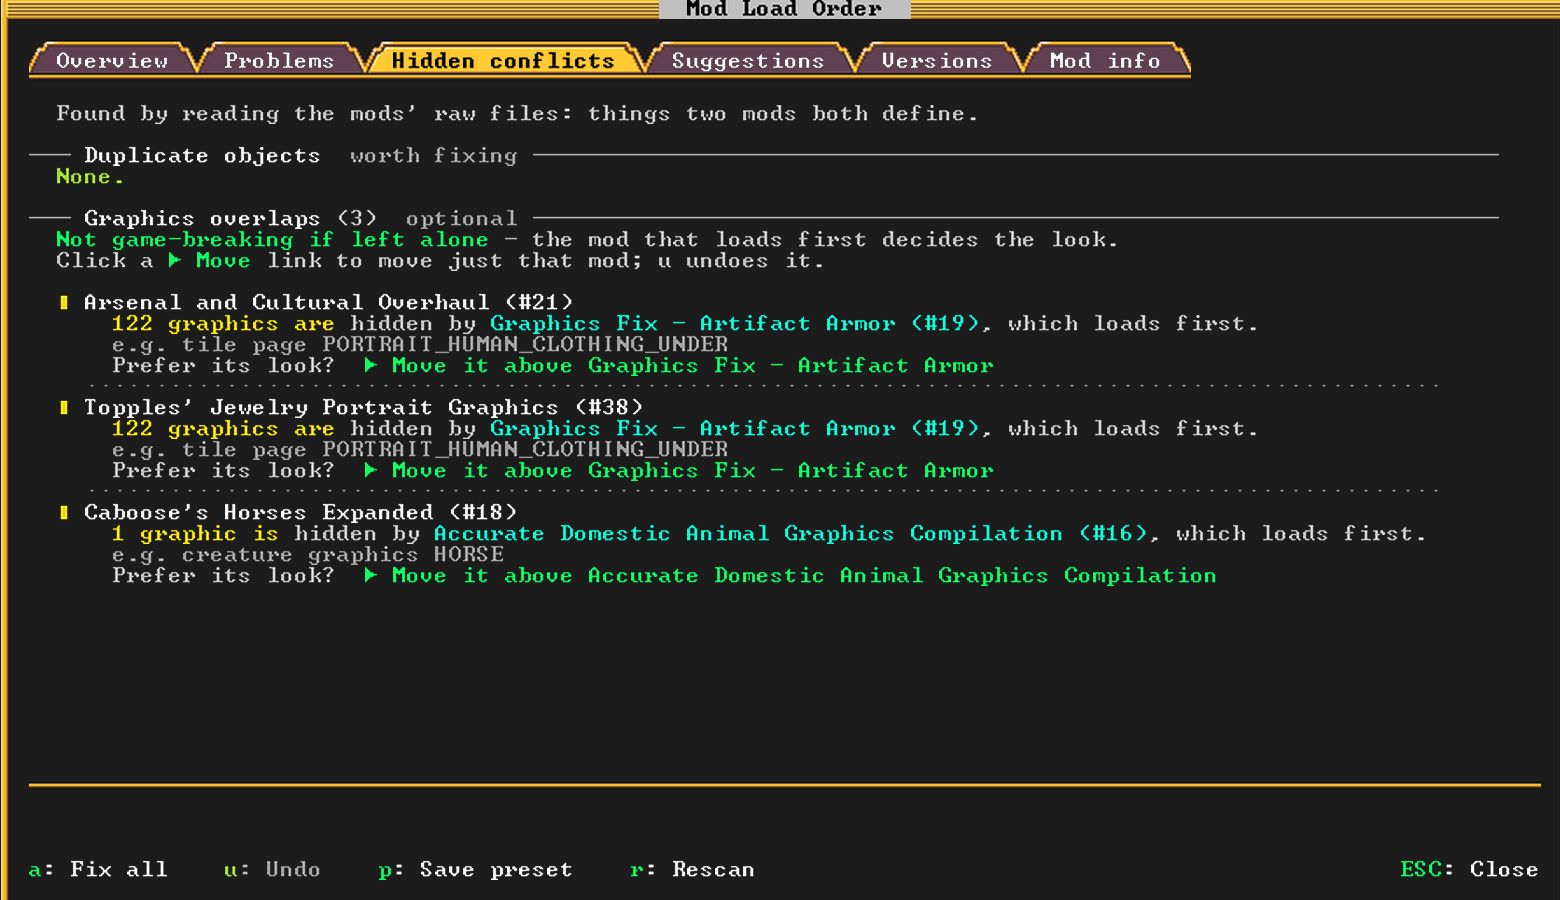 Mod Load Order
Overview Problems Hidden conflicts Suggestions Versions Mod info
Found by reading the mods' raw files: things two mods both define.
Duplicate objects worth fixing
None.
Graphics overlaps (3) optional
Not game-breaking if left alone - the mod that loads first decides the look.
Click a ► Move link to move just that mod; u undoes it.
Arsenal and Cultural Overhaul (#21)
122 graphics are hidden by Graphics Fix - Artifact Armor (#19), which loads first.
e.g. tile page PORTRAIT_HUMAN_CLOTHING_UNDER
Prefer its look? ► Move it above Graphics Fix - Artifact Armor
Topples' Jewelry Portrait Graphics (#38)
122 graphics are hidden by Graphics Fix - Artifact Armor (#19), which loads first.
e.g. tile page PORTRAIT_HUMAN_CLOTHING_UNDER
Prefer its look? ► Move it above Graphics Fix - Artifact Armor
Caboose's Horses Expanded (#18)
1 graphic is hidden by Accurate Domestic Animal Graphics Compilation (#16), which loads first.
e.g. creature graphics HORSE
Prefer its look? ► Move it above Accurate Domestic Animal Graphics Compilation
a: Fix all u: Undo p: Save preset r: Rescan ESC: Close